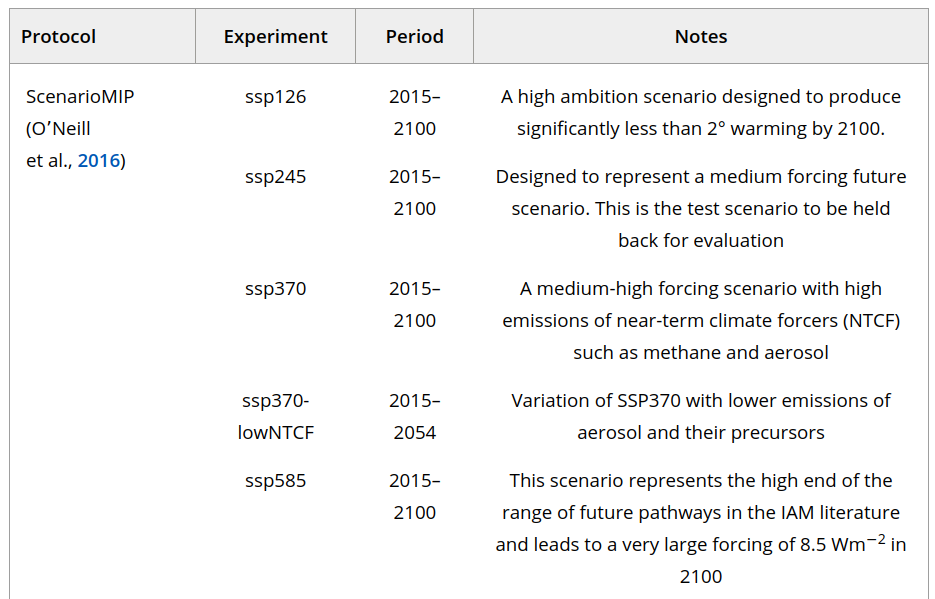 Protocol Experiment Period Notes
ScenarioMIP ssp126 2015– A high ambition scenario designed to produce
(O’Neill 2100 significantly less than 2° warming by 2100.
et al., 2016)
ssp245 2015– Designed to represent a medium forcing future
2100 scenario. This is the test scenario to be held
back for evaluation
ssp370 2015– A medium-high forcing scenario with high
2100 emissions of near-term climate forcers (NTCF)
such as methane and aerosol
ssp370- 2015– Variation of SSP370 with lower emissions of
lowNTCF 2054 aerosol and their precursors
ssp585 2015– This scenario represents the high end of the
2100 range of future pathways in the IAM literature
and leads to a very large forcing of 8.5 Wm⁻² in
2100